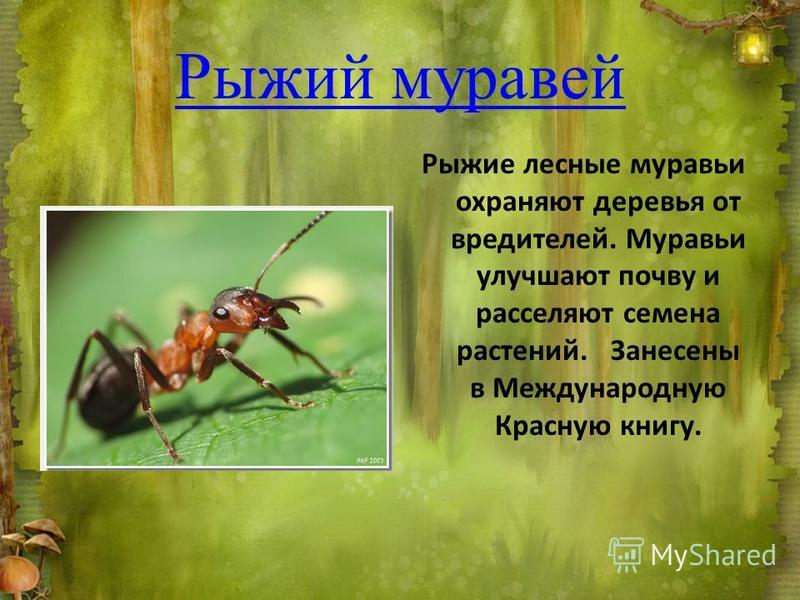 Рыжий муравей
Рыжие лесные муравьи
охраняют деревья от
вредителей. Муравьи
улучшают почву и
расселяют семена
растений. Занесены
в Международную
Красную книгу.
ANF 2007
MyShared